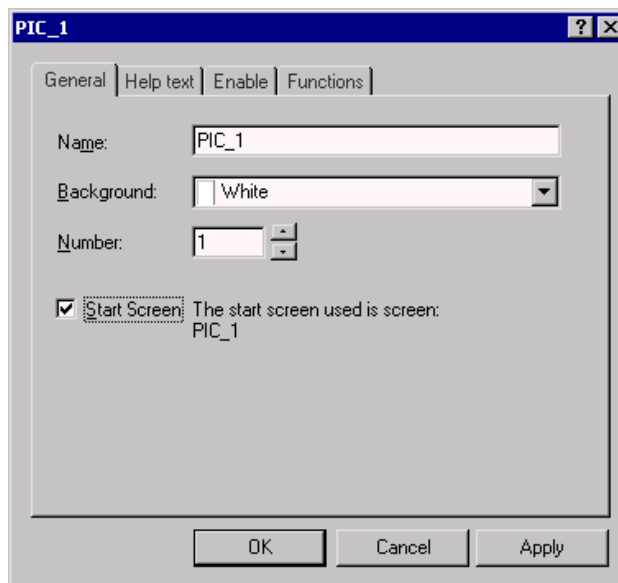 PIC_1
General Help text Enable Functions
Name: PIC_1
Background: White
Number: 1
Start Screen The start screen used is screen:
PIC_1
OK Cancel Apply